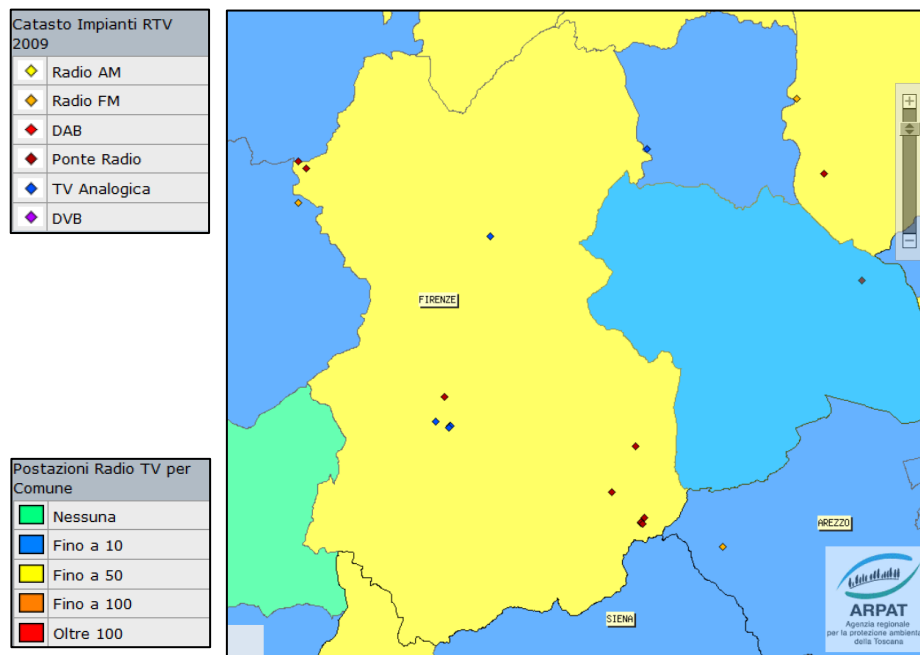 Catasto Impianti RTV
2009
Radio AM
Radio FM
DAB
Ponte Radio
TV Analogica
DVB
FIRENZE
Postazioni Radio TV per
Comune
Nessuna
Fino a 10
Fino a 50
Fino a 100
Oltre 100
AREZZO
SIENA
ARPAT
Agenzia regionale
per la protezione ambienta
della Toscana